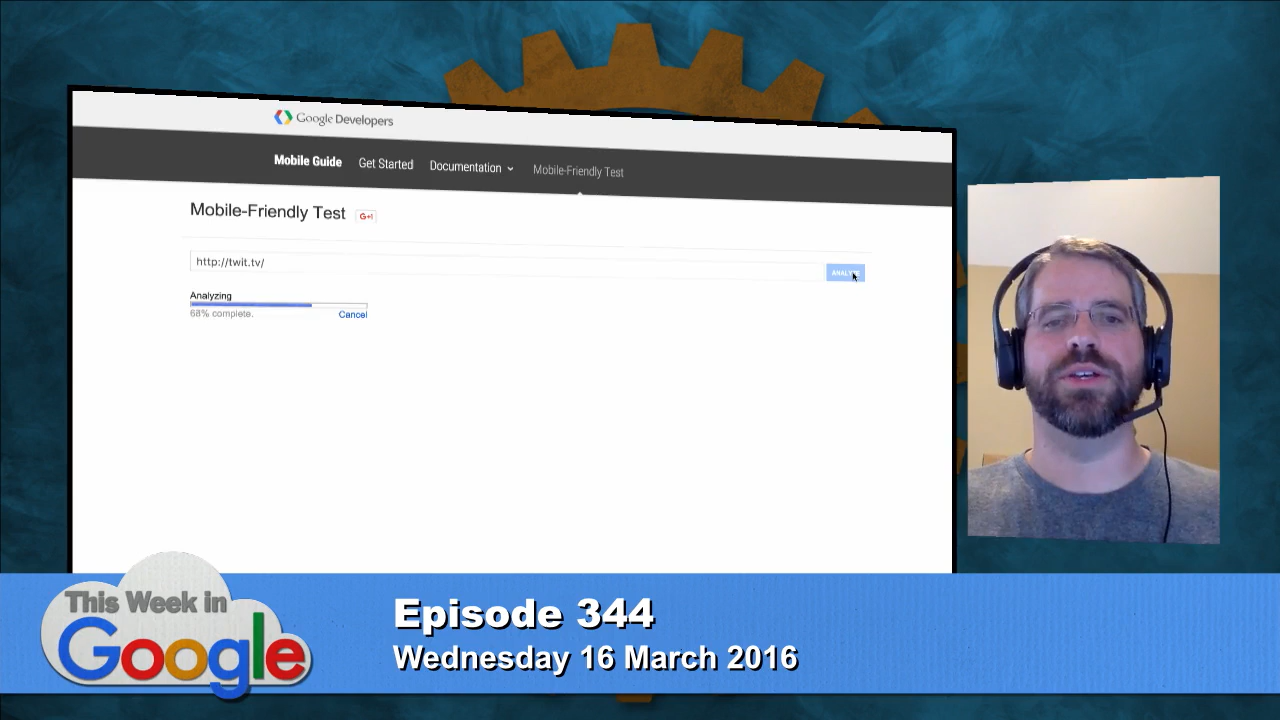 Google Developers
Mobile Guide Get Started Documentation Mobile-Friendly Test
Mobile-Friendly Test G+1
http://twit.tv/ ANALYZE
Analyzing
68% complete. Cancel
This Week in
Google
Episode 344
Wednesday 16 March 2016